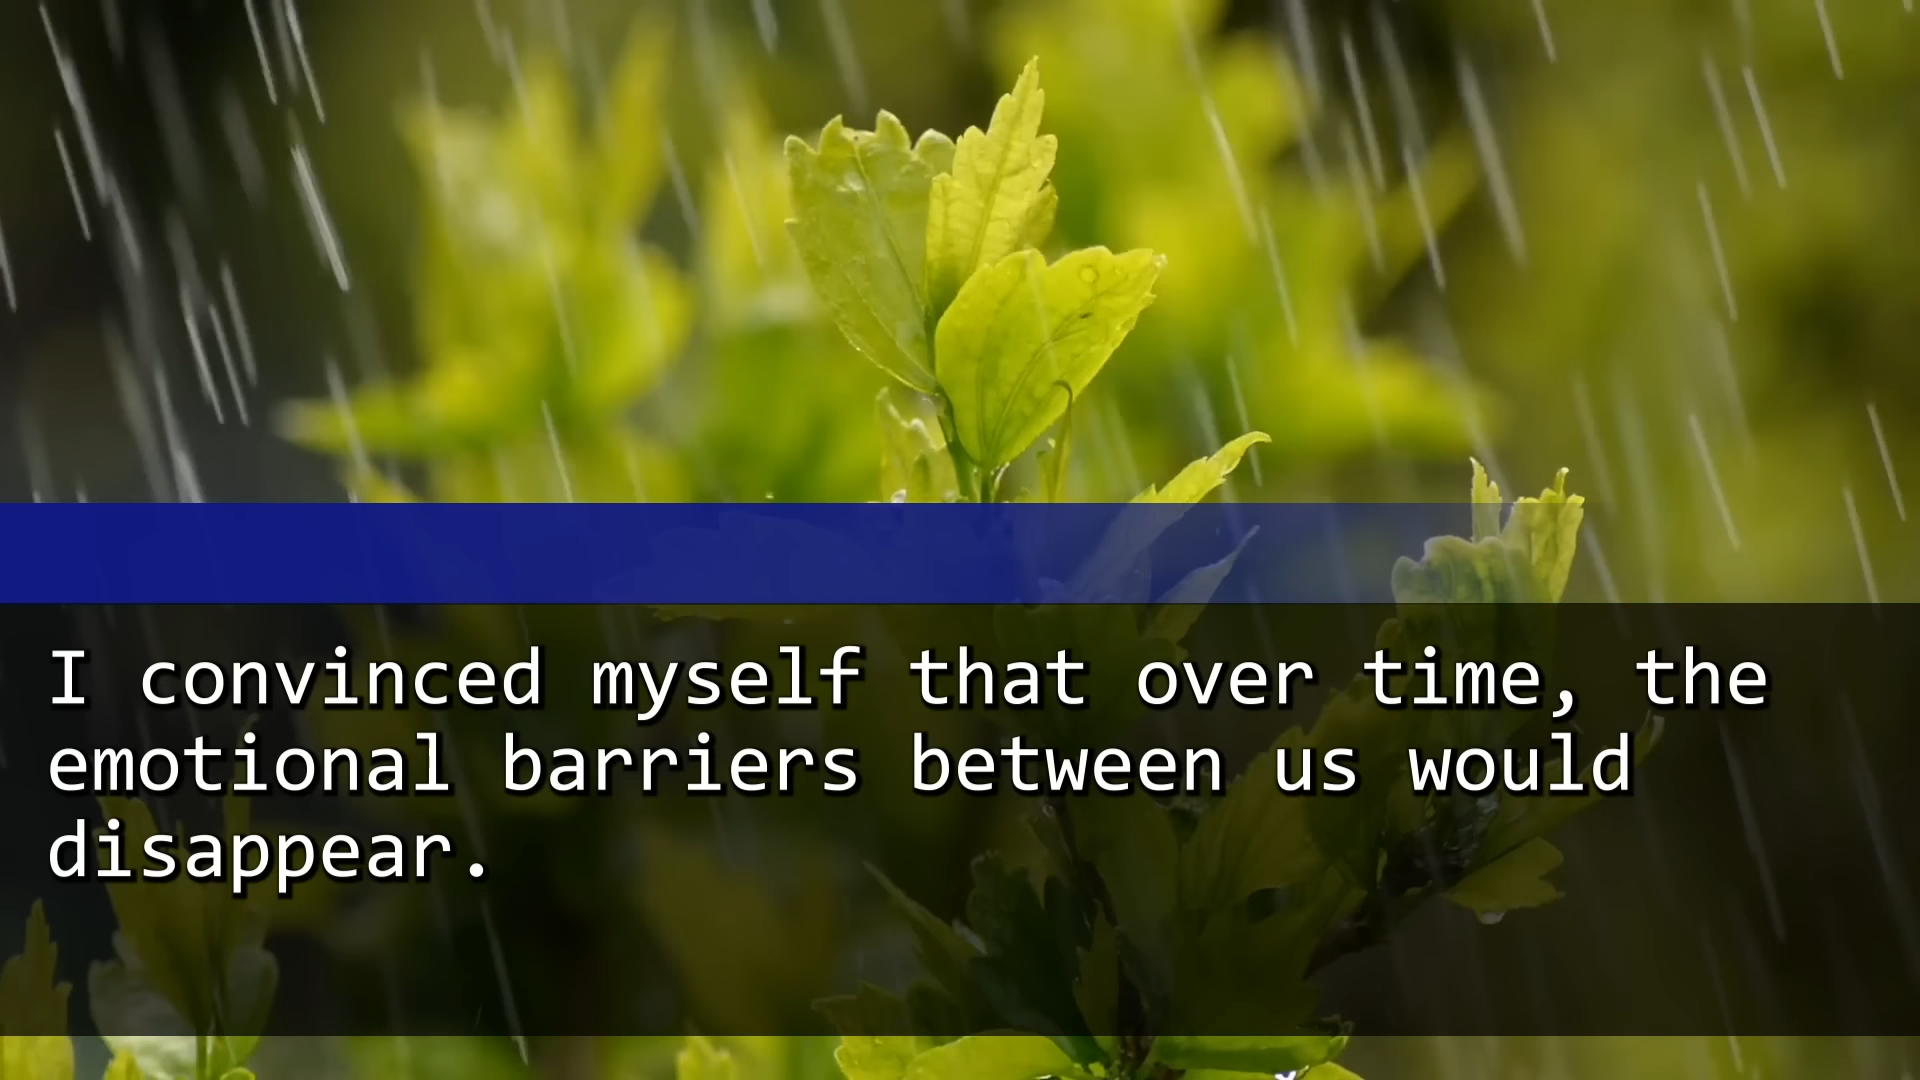 I convinced myself that over time, the
emotional barriers between us would
disappear.